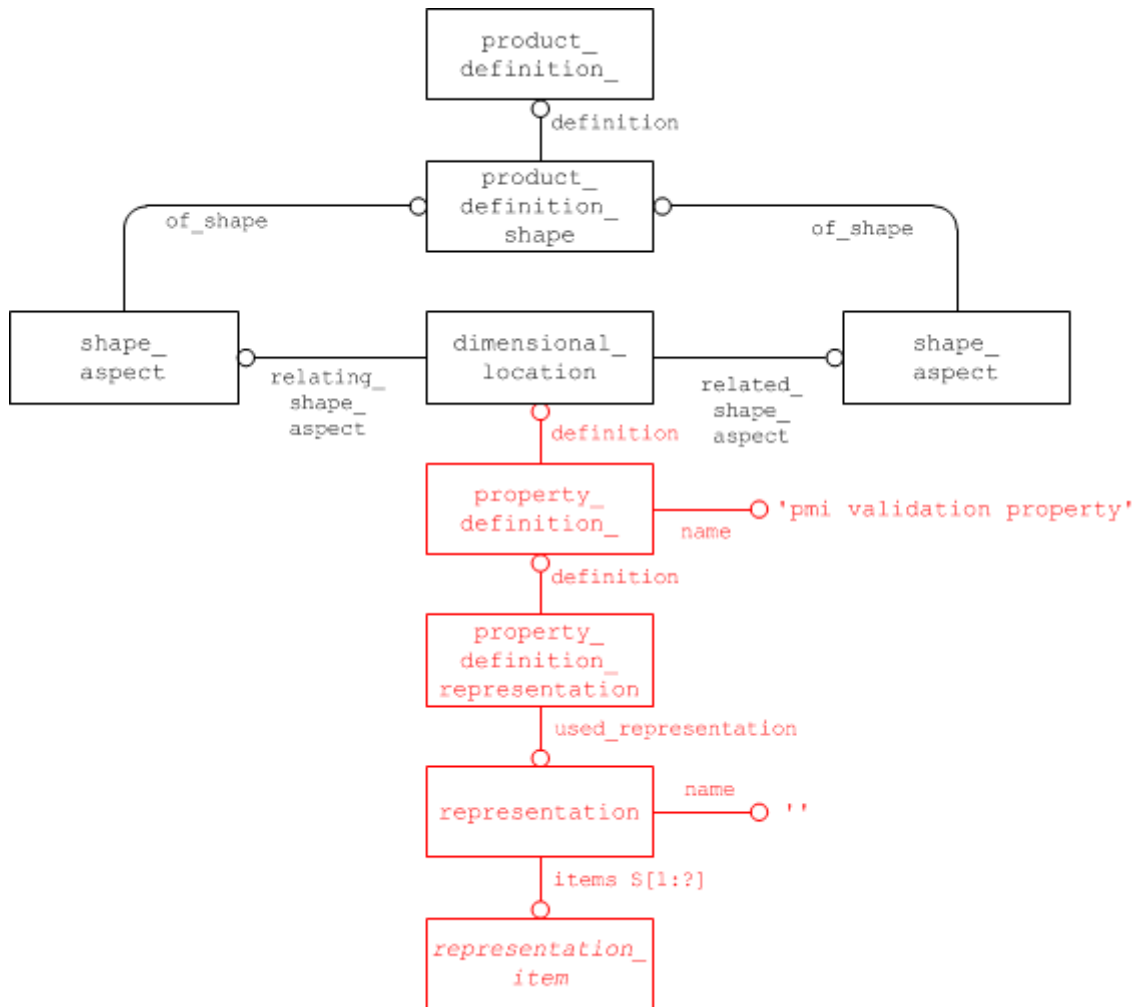 product_
definition_
definition
product_
definition_
shape
of_shape
of_shape
shape_
aspect
dimensional_
location
shape_
aspect
relating_
shape_
aspect
related_
shape_
aspect
definition
property_
definition_
name
'pmi validation property'
definition
property_
definition_
representation
used_representation
representation
name
''
items S[1:?]
representation_
item